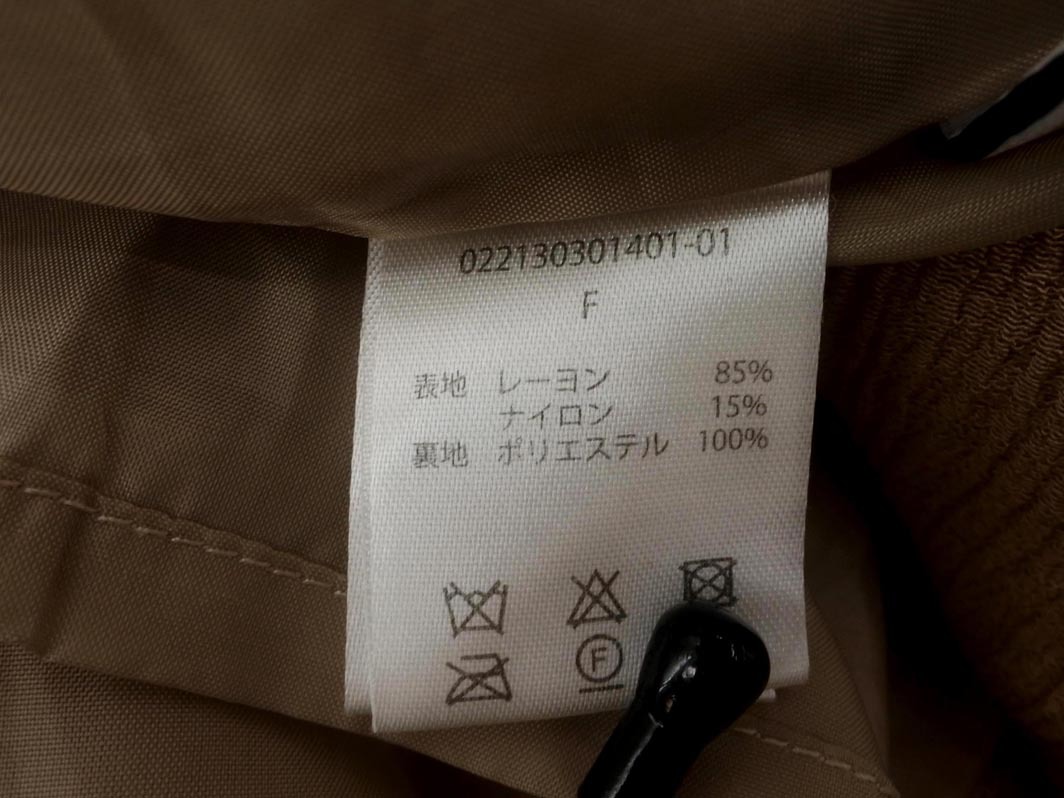 022130301401-01
F
表地 レーヨン 85%
ナイロン 15%
裏地 ポリエステル 100%
F